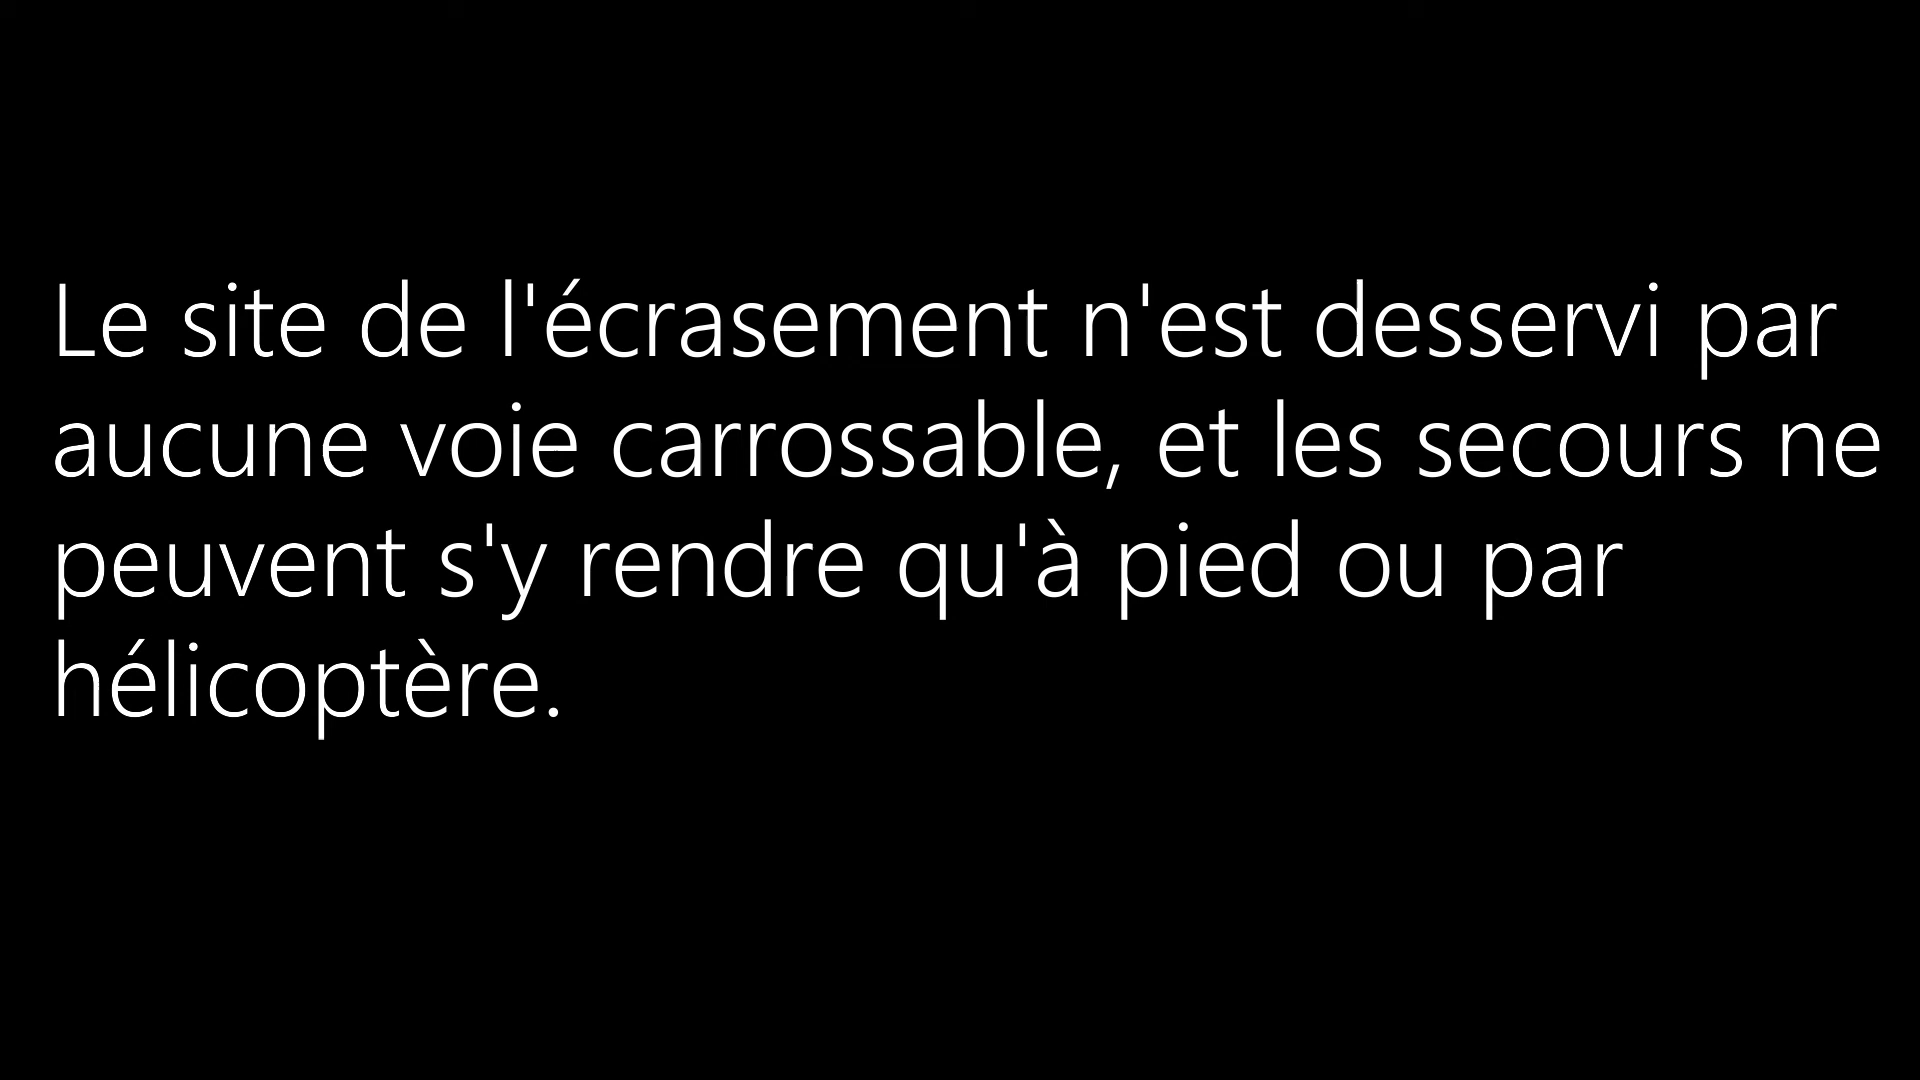 Le site de l'écrasement n'est desservi par
aucune voie carrossable, et les secours ne
peuvent s'y rendre qu'à pied ou par
hélicoptère.